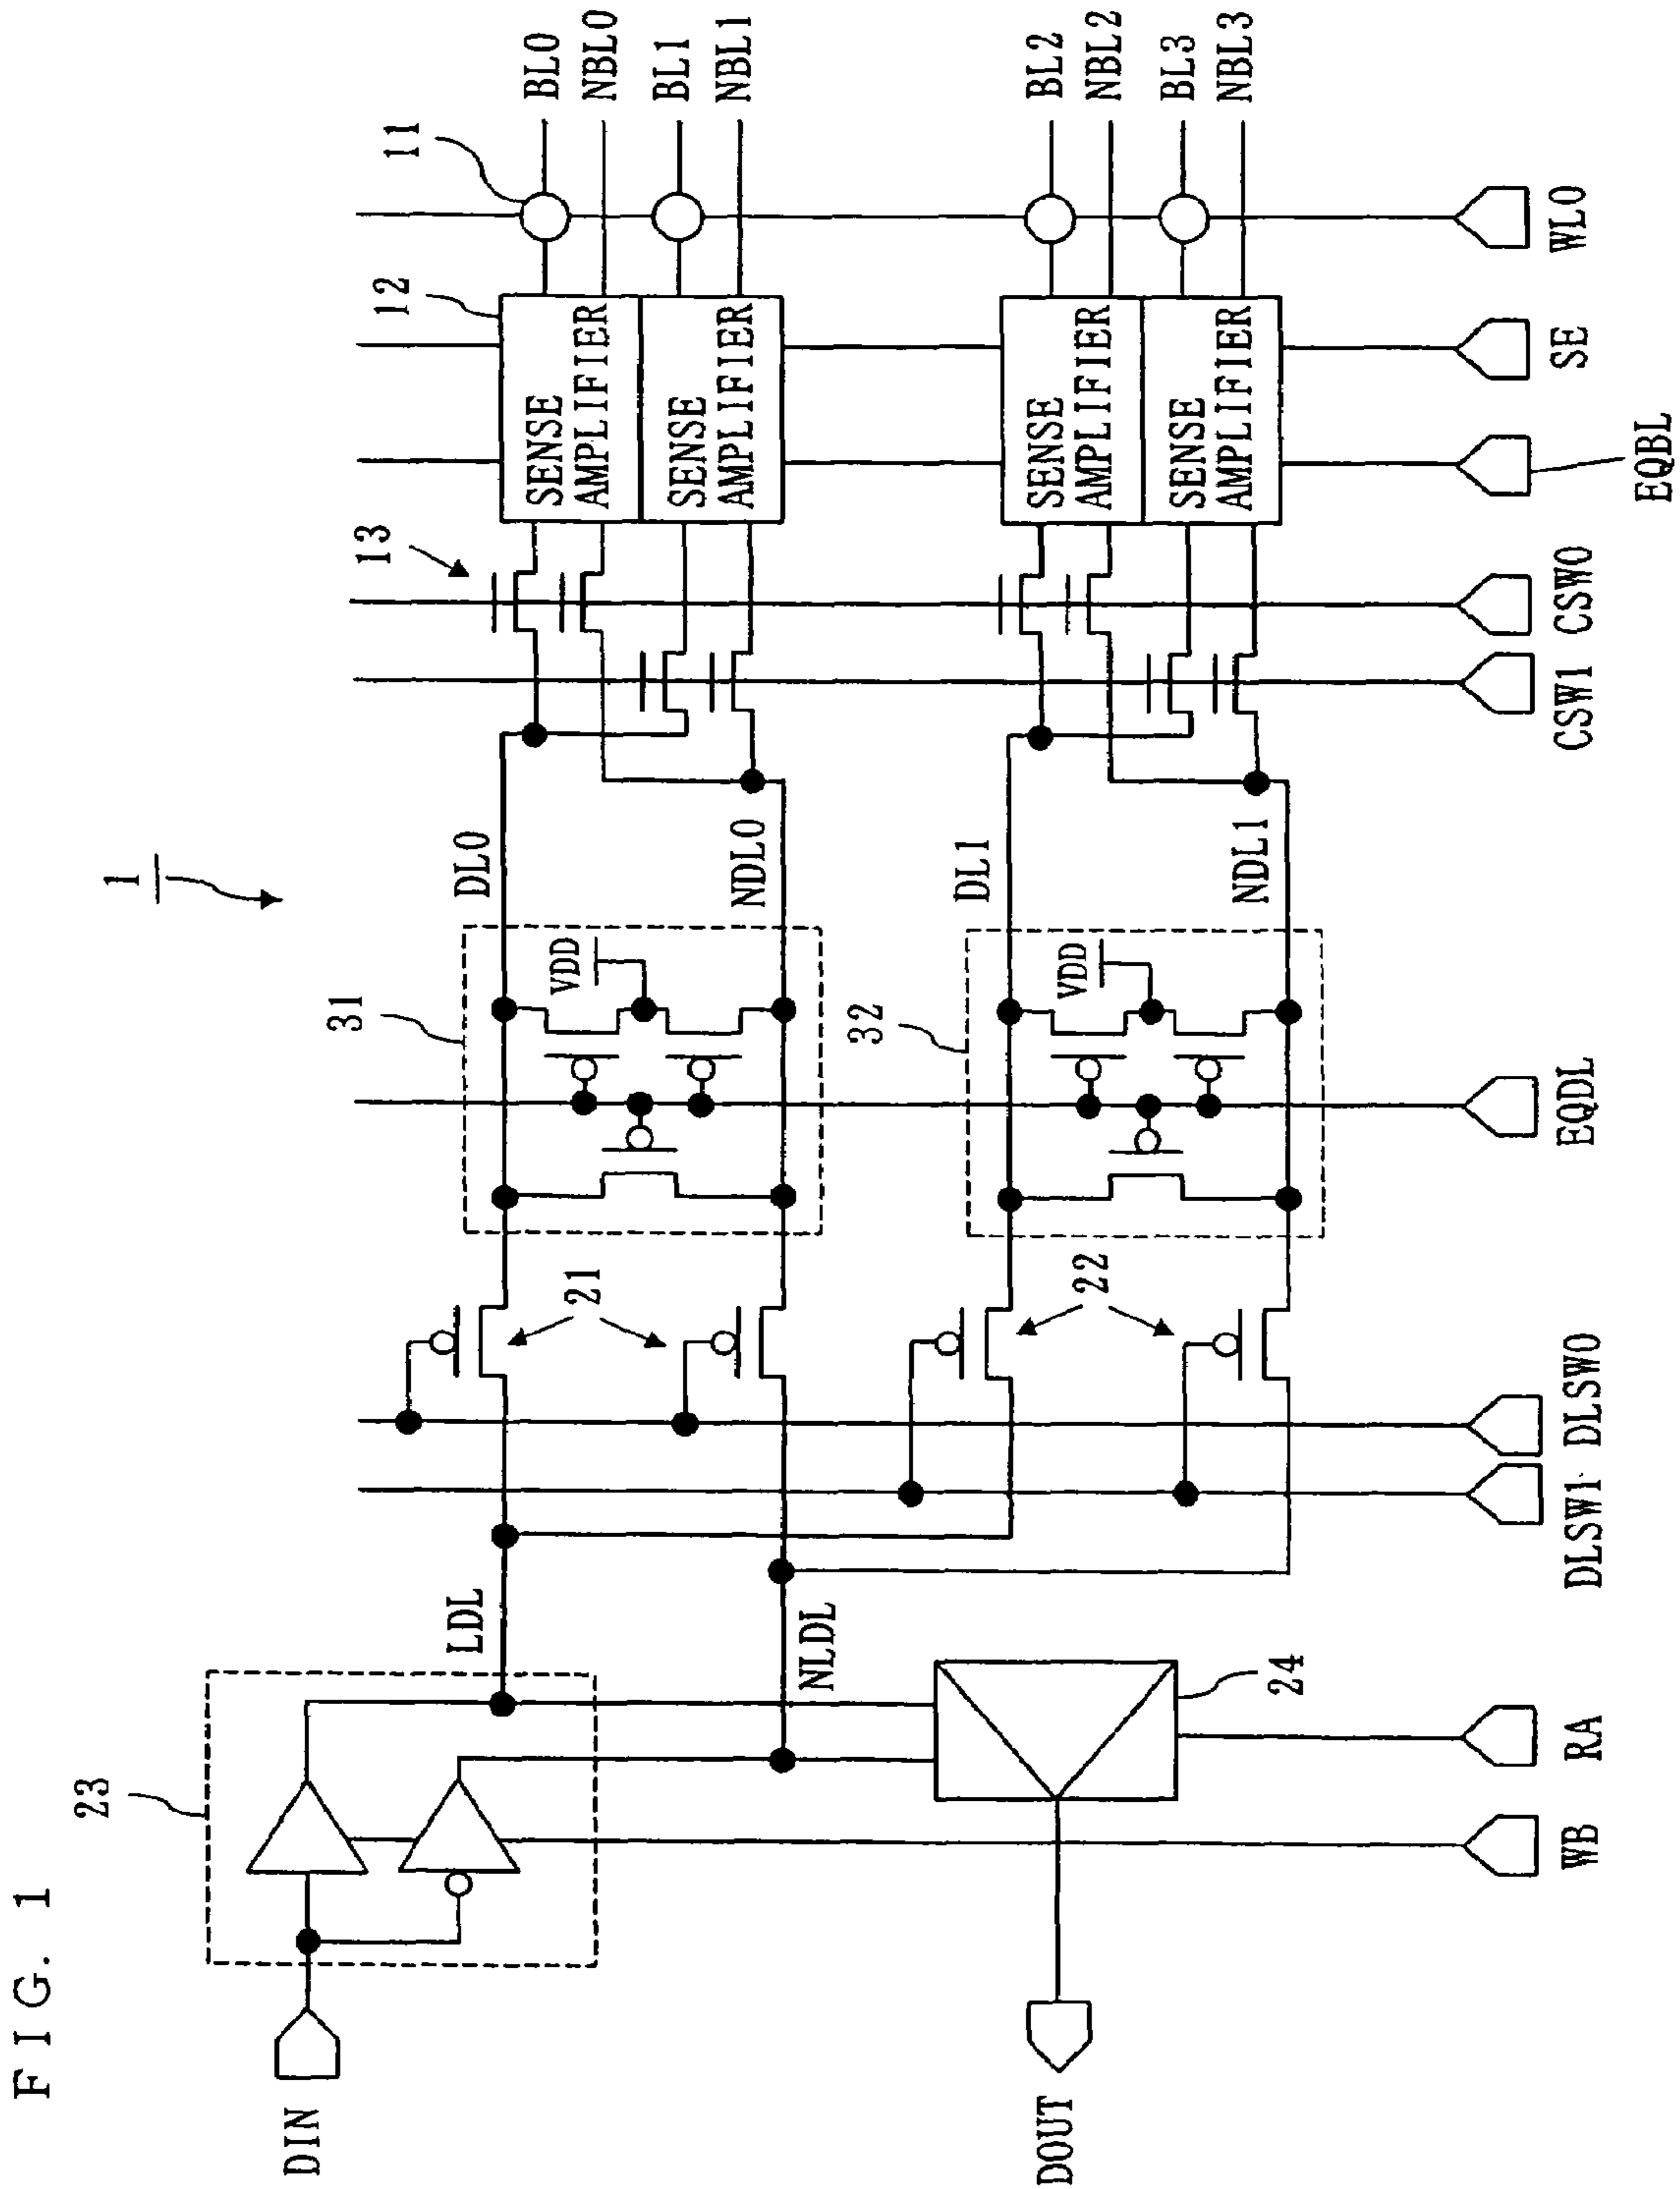 FIG. 1
1
DIN
23
LDL
NLDL
DOUT
24
WB
RA
DLSW1
DLSW0
21
22
31
32
VDD
VDD
EQDL
DL0
NDL0
DL1
NDL1
CSW1
CSW0
13
12
SENSE
AMPLIFIER
SENSE
AMPLIFIER
SENSE
AMPLIFIER
SENSE
AMPLIFIER
EQBL
SE
WL0
11
BL0
NBL0
BL1
NBL1
BL2
NBL2
BL3
NBL3